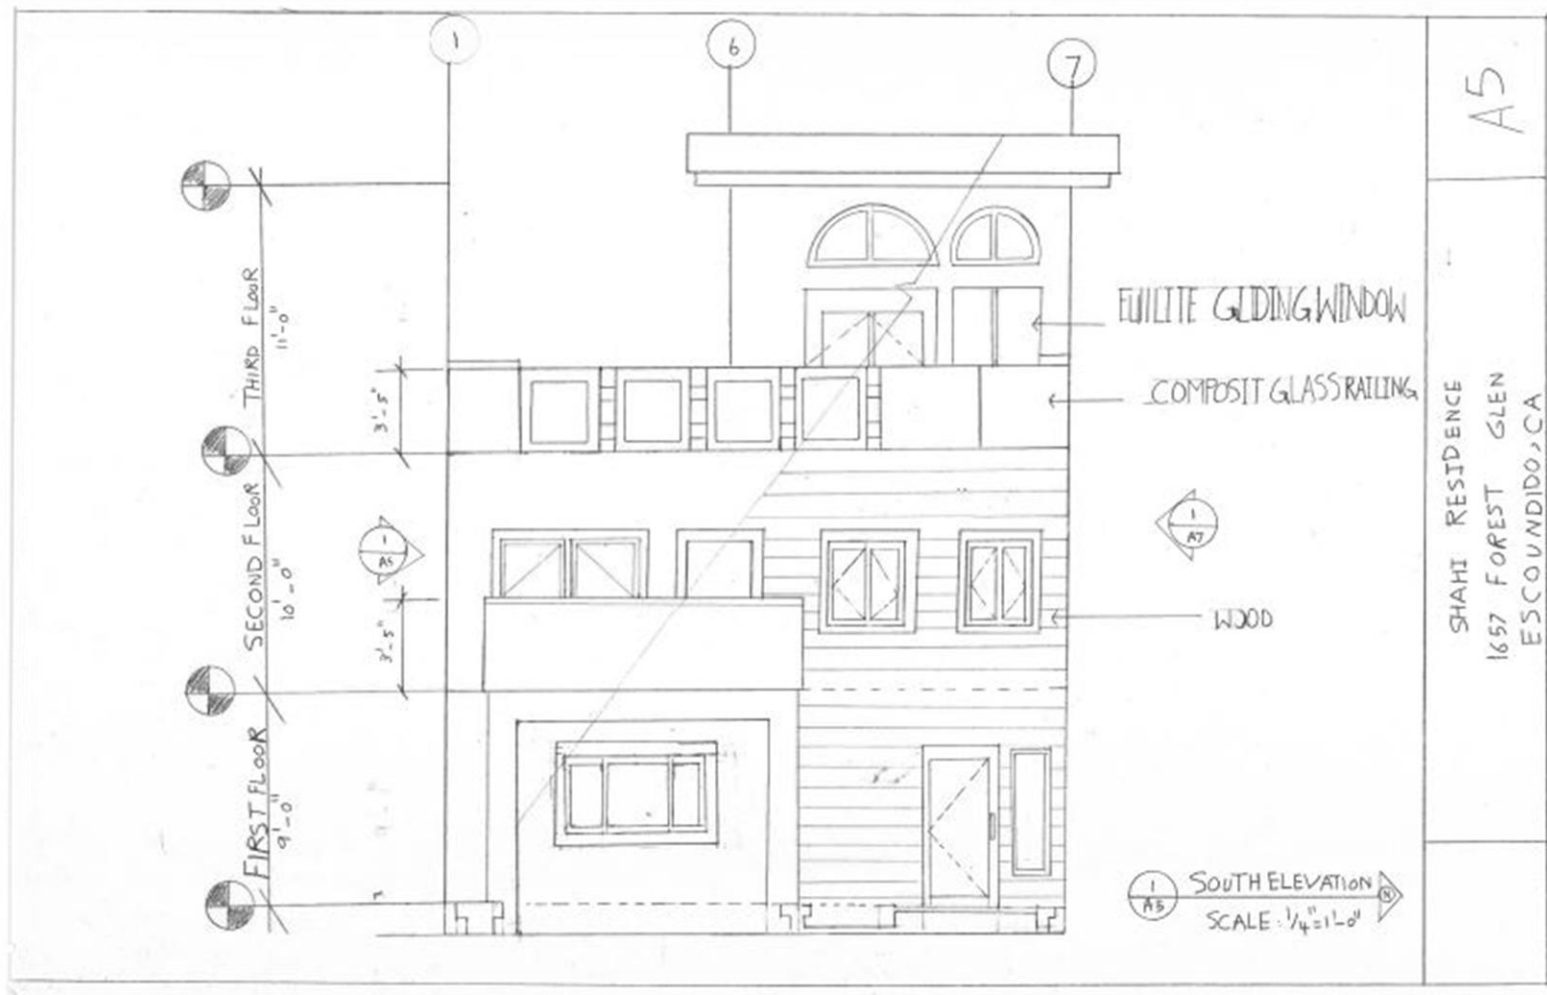 1
6
7
A5
THIRD FLOOR
11'-0"
GLIDING WINDOW
COMPOSIT GLASS RAILING
3'-5"
SECOND FLOOR
10'-0"
1
A5
1
A7
3'-5"
WOOD
SHAHI RESIDENCE
1657 FOREST GLEN
ESCOUNDIDO, CA
FIRST FLOOR
9'-0"
1
A5
SOUTH ELEVATION
N
SCALE: 1/4"=1'-0"